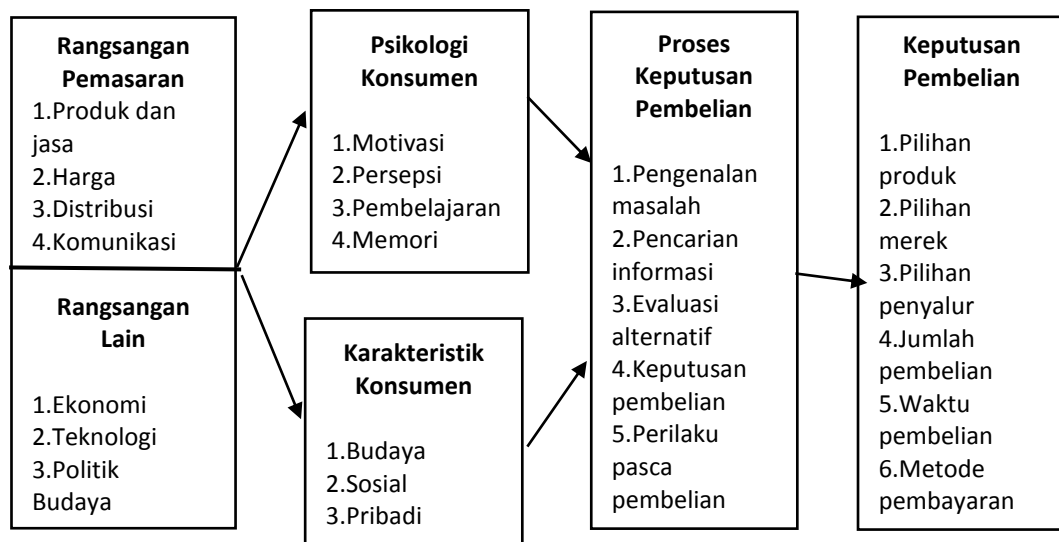 Rangsangan
Pemasaran
1.Produk dan
jasa
2.Harga
3.Distribusi
4.Komunikasi
Rangsangan
Lain
1.Ekonomi
2.Teknologi
3.Politik
Budaya
Psikologi
Konsumen
1.Motivasi
2.Persepsi
3.Pembelajaran
4.Memori
Karakteristik
Konsumen
1.Budaya
2.Sosial
3.Pribadi
Proses
Keputusan
Pembelian
1.Pengenalan
masalah
2.Pencarian
informasi
3.Evaluasi
alternatif
4.Keputusan
pembelian
5.Perilaku
pasca
pembelian
Keputusan
Pembelian
1.Pilihan
produk
2.Pilihan
merek
3.Pilihan
penyalur
4.Jumlah
pembelian
5.Waktu
pembelian
6.Metode
pembayaran